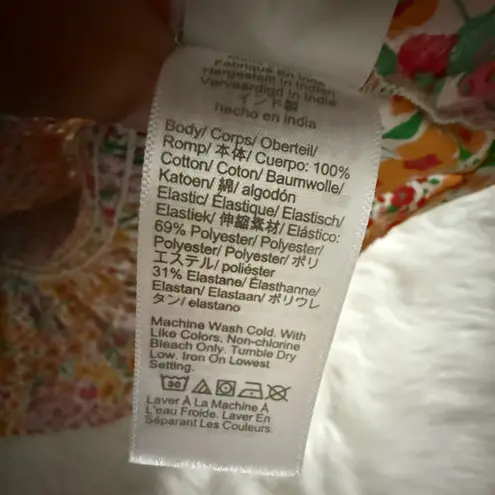 Fabriqué en Inde
Hergestellt in Indien
Vervaardigd in India
インド製
hecho en india
Body/ Corps/ Oberteil/
Romp/ 本体/ Cuerpo: 100%
Cotton/ Coton/ Baumwolle/
Katoen/ 綿/ algodón
Elastic/ Élastique/ Elastisch/
Elastiek/ 伸縮素材/ Elástico:
69% Polyester/ Polyester/
Polyester/ Polyester/ ポリ
エステル/ poliéster
31% Elastane/ Élasthanne/
Elastan/ Elastaan/ ポリウレ
タン/ elastano
Machine Wash Cold. With
Like Colors. Non-chlorine
Bleach Only. Tumble Dry
Low. Iron On Lowest
Setting.
30
Laver À La Machine À
L'eau Froide. Laver En
Séparant Les Couleurs.